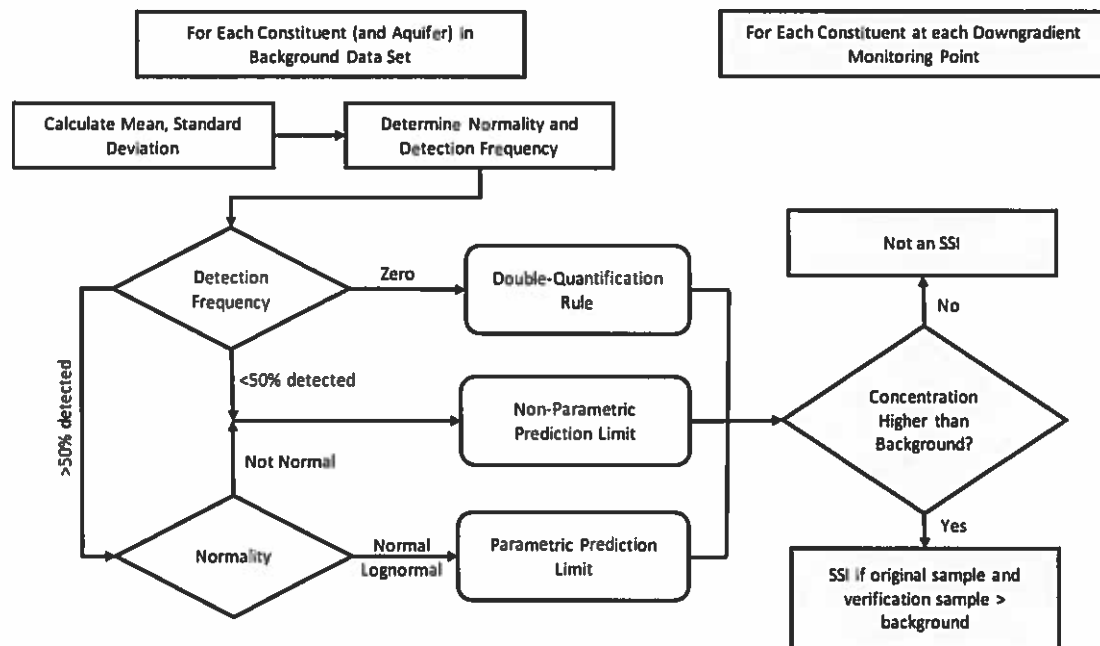 For Each Constituent (and Aquifer) in
Background Data Set
For Each Constituent at each Downgradient
Monitoring Point
Calculate Mean, Standard
Deviation
Determine Normality and
Detection Frequency
Detection
Frequency
Zero
Double-Quantification
Rule
Not an SSI
No
>50% detected
<50% detected
Non-Parametric
Prediction Limit
Concentration
Higher than
Background?
Not Normal
Normality
Normal
Lognormal
Parametric Prediction
Limit
Yes
SSI if original sample and
verification sample >
background